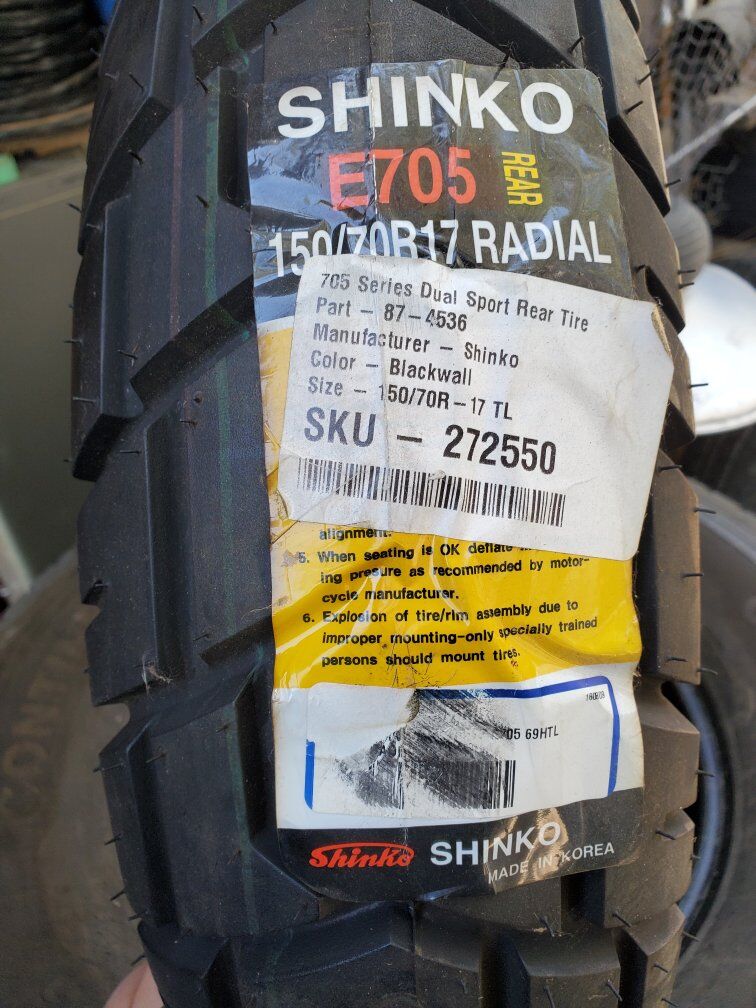 SHINKO
E705 REAR
150/70R17 RADIAL
705 Series Dual Sport Rear Tire
Part - 87-4536
Manufacturer - Shinko
Color - Blackwall
Size - 150/70R-17 TL
SKU - 272550
alignment.
5. When seating is OK deflate
ing presure as recommended by motor-
cycle manufacturer.
6. Explosion of tire/rim assembly due to
improper mounting-only specially trained
persons should mount tires.
05 69HTL
Shinko SHINKO
MADE IN KOREA
CONT